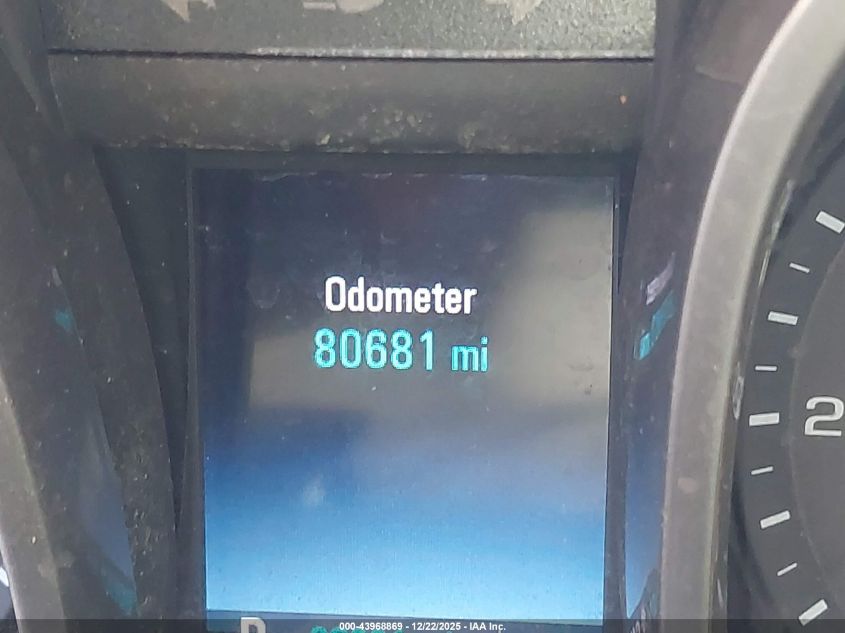 Odometer
80681 mi
2
000-43968869 - 12/22/2025 - IAA Inc.